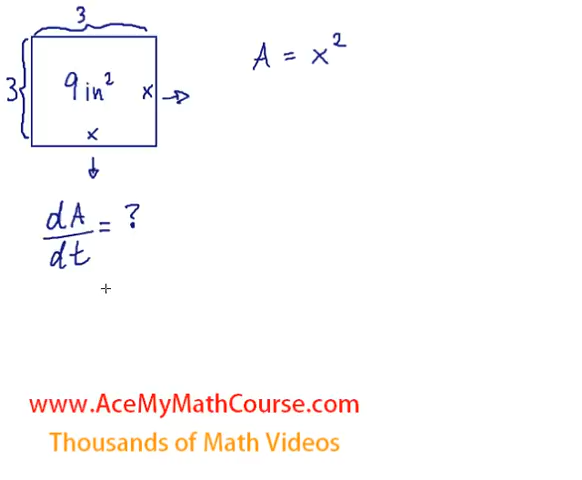 3
A = x²
3
9 in²
x
x
dA/dt = ?
www.AceMyMathCourse.com
Thousands of Math Videos